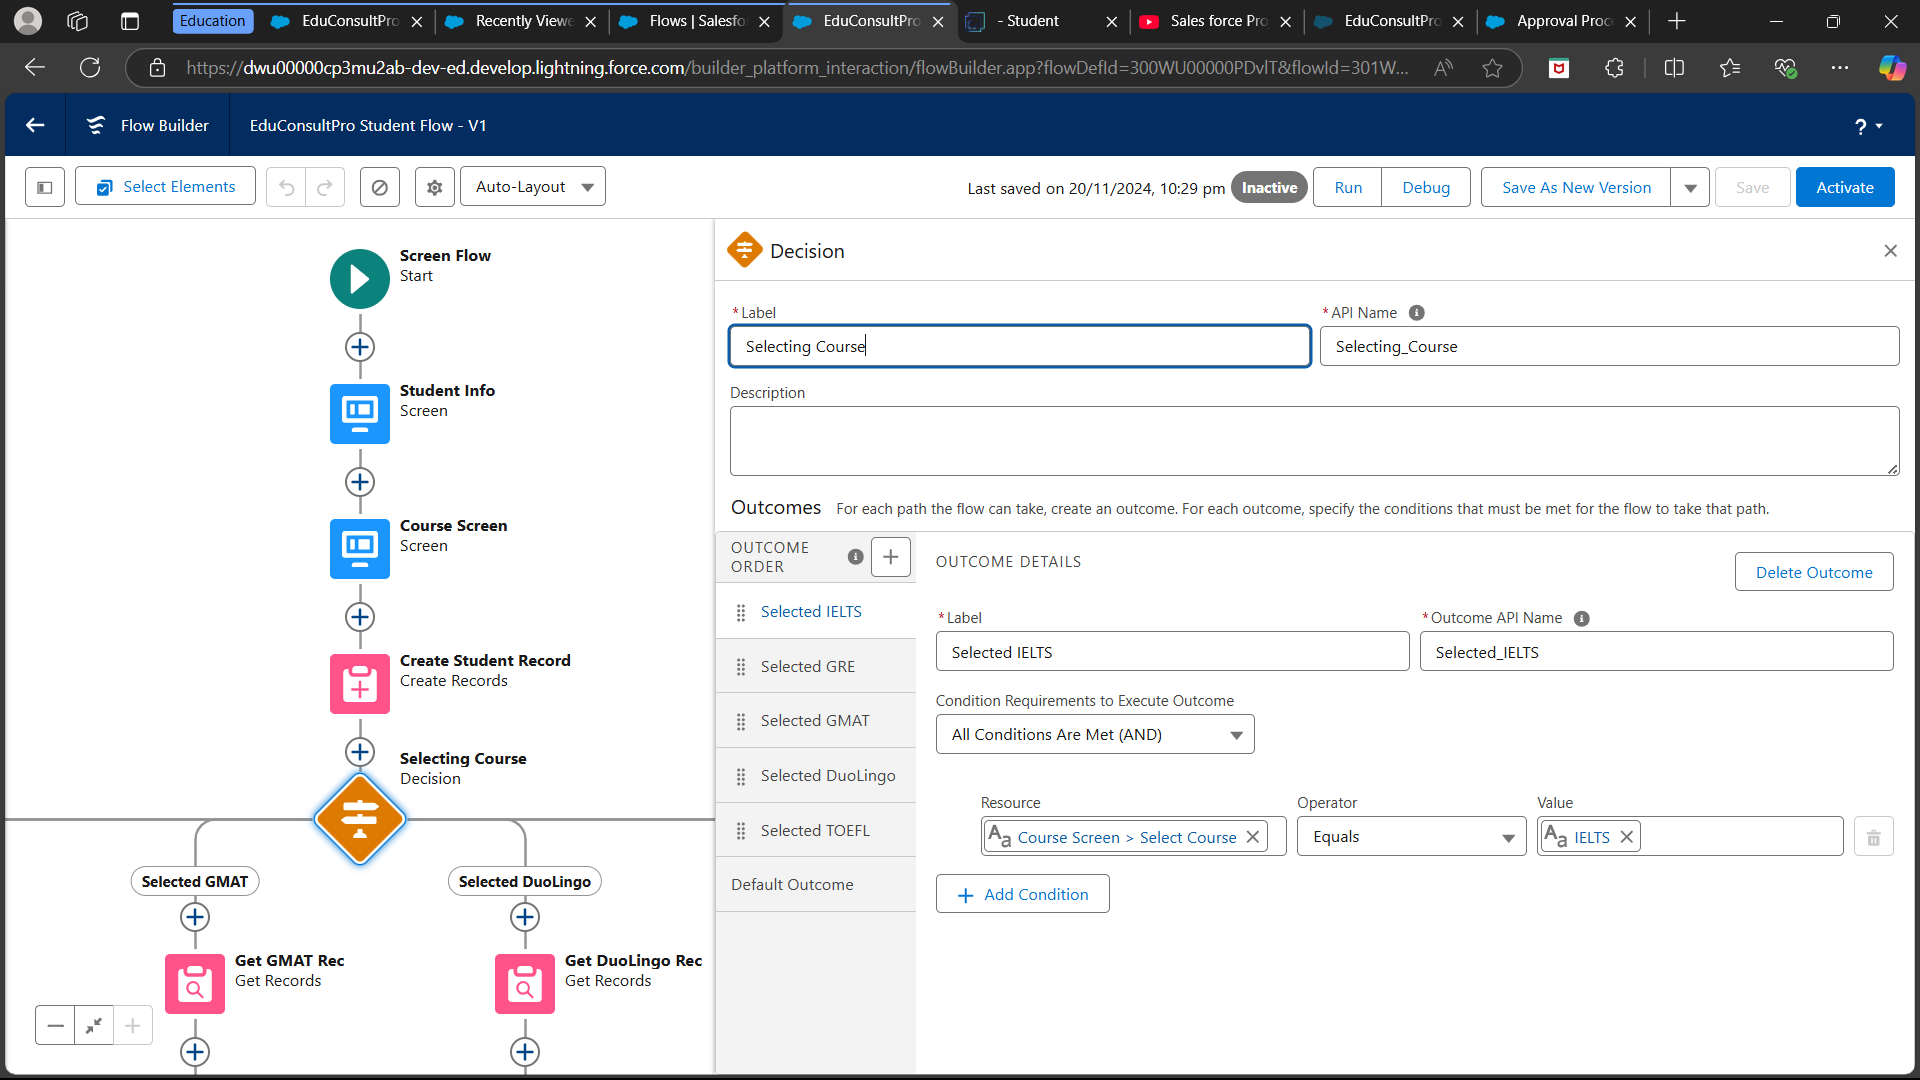 Education
EduConsultPro
Recently Viewe
Flows | Salesfo
EduConsultPro
- Student
Sales force Pro
EduConsultPro
Approval Proc
https://dwu00000cp3mu2ab-dev-ed.develop.lightning.force.com/builder_platform_interaction/flowBuilder.app?flowDefId=300WU00000PDvlT&flowId=301W...
Flow Builder
EduConsultPro Student Flow - V1
?
Select Elements
Auto-Layout
Last saved on 20/11/2024, 10:29 pm
Inactive
Run
Debug
Save As New Version
Save
Activate
Screen Flow
Start
Student Info
Screen
Course Screen
Screen
Create Student Record
Create Records
Selecting Course
Decision
Selected GMAT
Selected DuoLingo
Get GMAT Rec
Get Records
Get DuoLingo Rec
Get Records
Decision
*Label
Selecting Course
*API Name
Selecting_Course
Description
Outcomes For each path the flow can take, create an outcome. For each outcome, specify the conditions that must be met for the flow to take that path.
OUTCOME
ORDER
Selected IELTS
Selected GRE
Selected GMAT
Selected DuoLingo
Selected TOEFL
Default Outcome
OUTCOME DETAILS
Delete Outcome
*Label
Selected IELTS
*Outcome API Name
Selected_IELTS
Condition Requirements to Execute Outcome
All Conditions Are Met (AND)
Resource
Aa Course Screen > Select Course
Operator
Equals
Value
Aa IELTS
Add Condition